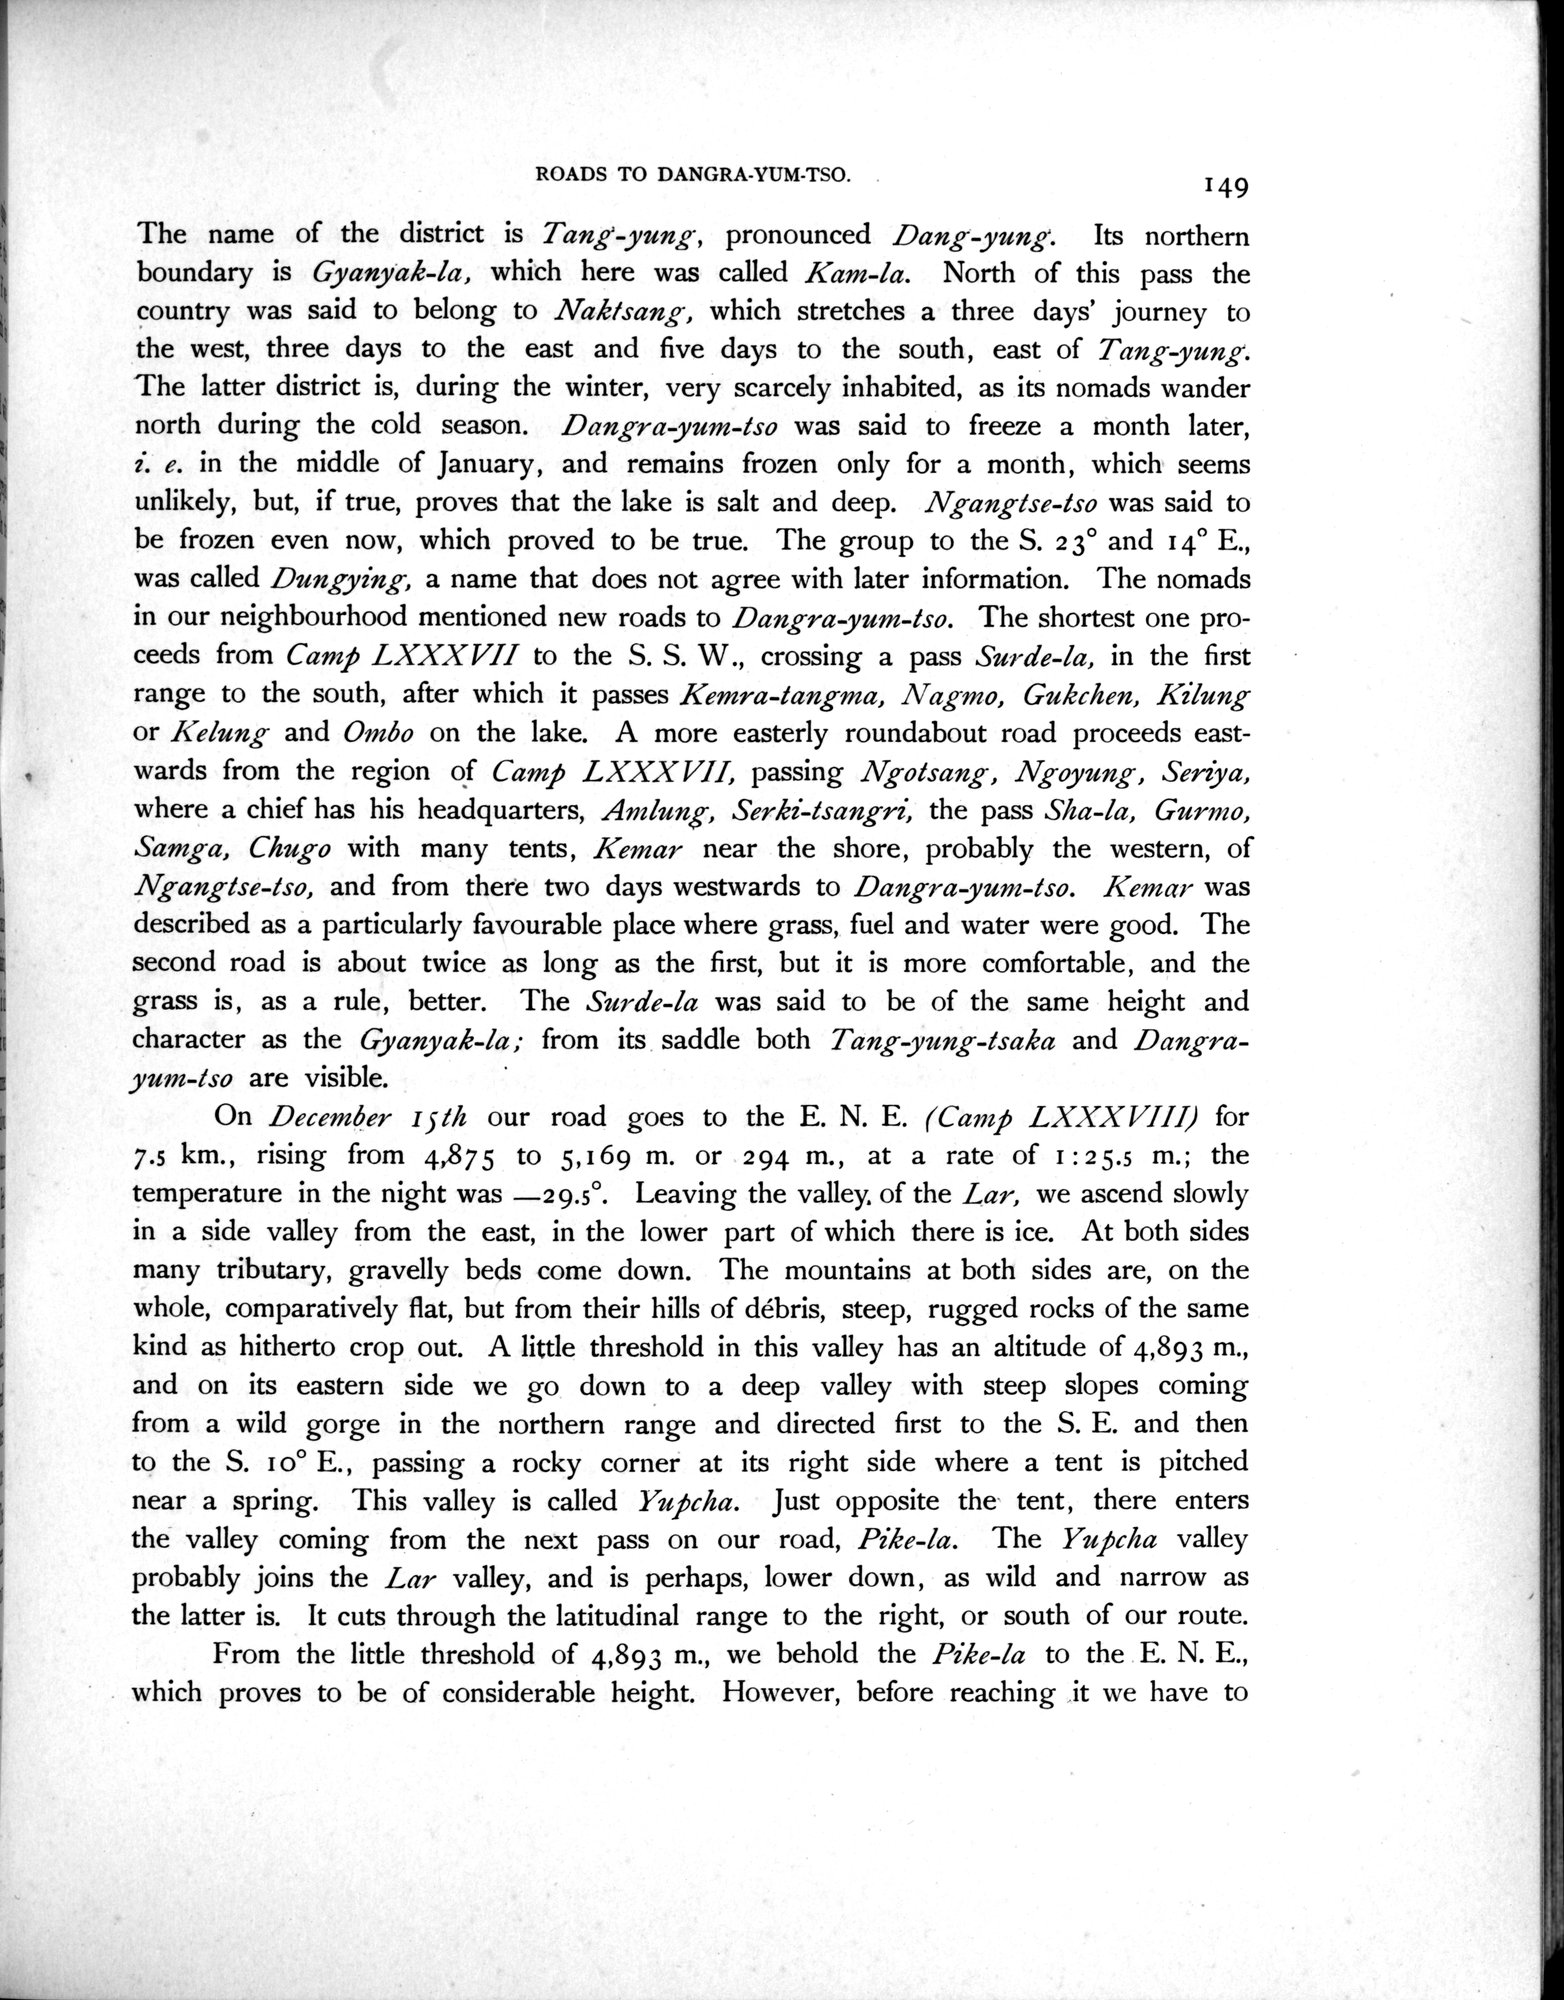 ROADS TO DANGRA-YUM-TSO.
149
The name of the district is Tang-yung, pronounced Dang-yung. Its northern
boundary is Gyanyak-la, which here was called Kam-la. North of this pass the
country was said to belong to Naktsang, which stretches a three days’ journey to
the west, three days to the east and five days to the south, east of Tang-yung.
The latter district is, during the winter, very scarcely inhabited, as its nomads wander
north during the cold season. Dangra-yum-tso was said to freeze a month later,
i. e. in the middle of January, and remains frozen only for a month, which seems
unlikely, but, if true, proves that the lake is salt and deep. Ngangtse-tso was said to
be frozen even now, which proved to be true. The group to the S. 23° and 14° E.,
was called Dungying, a name that does not agree with later information. The nomads
in our neighbourhood mentioned new roads to Dangra-yum-tso. The shortest one pro-
ceeds from Camp LXXXVII to the S. S. W., crossing a pass Surde-la, in the first
range to the south, after which it passes Kemra-tangma, Nagmo, Gukchen, Kilung
or Kelung and Ombo on the lake. A more easterly roundabout road proceeds east-
wards from the region of Camp LXXXVII, passing Ngotsang, Ngoyung, Seriya,
where a chief has his headquarters, Amlung, Serki-tsangri, the pass Sha-la, Gurmo,
Samga, Chugo with many tents, Kemar near the shore, probably the western, of
Ngangtse-tso, and from there two days westwards to Dangra-yum-tso. Kemar was
described as a particularly favourable place where grass, fuel and water were good. The
second road is about twice as long as the first, but it is more comfortable, and the
grass is, as a rule, better. The Surde-la was said to be of the same height and
character as the Gyanyak-la; from its saddle both Tang-yung-tsaka and Dangra-
yum-tso are visible.
On December 15th our road goes to the E. N. E. (Camp LXXXVIII) for
7.5 km., rising from 4,875 to 5,169 m. or 294 m., at a rate of 1:25.5 m.; the
temperature in the night was —29.5°. Leaving the valley of the Lar, we ascend slowly
in a side valley from the east, in the lower part of which there is ice. At both sides
many tributary, gravelly beds come down. The mountains at both sides are, on the
whole, comparatively flat, but from their hills of débris, steep, rugged rocks of the same
kind as hitherto crop out. A little threshold in this valley has an altitude of 4,893 m.,
and on its eastern side we go down to a deep valley with steep slopes coming
from a wild gorge in the northern range and directed first to the S. E. and then
to the S. 10° E., passing a rocky corner at its right side where a tent is pitched
near a spring. This valley is called Yupcha. Just opposite the tent, there enters
the valley coming from the next pass on our road, Pike-la. The Yupcha valley
probably joins the Lar valley, and is perhaps, lower down, as wild and narrow as
the latter is. It cuts through the latitudinal range to the right, or south of our route.
From the little threshold of 4,893 m., we behold the Pike-la to the E. N. E.,
which proves to be of considerable height. However, before reaching it we have to